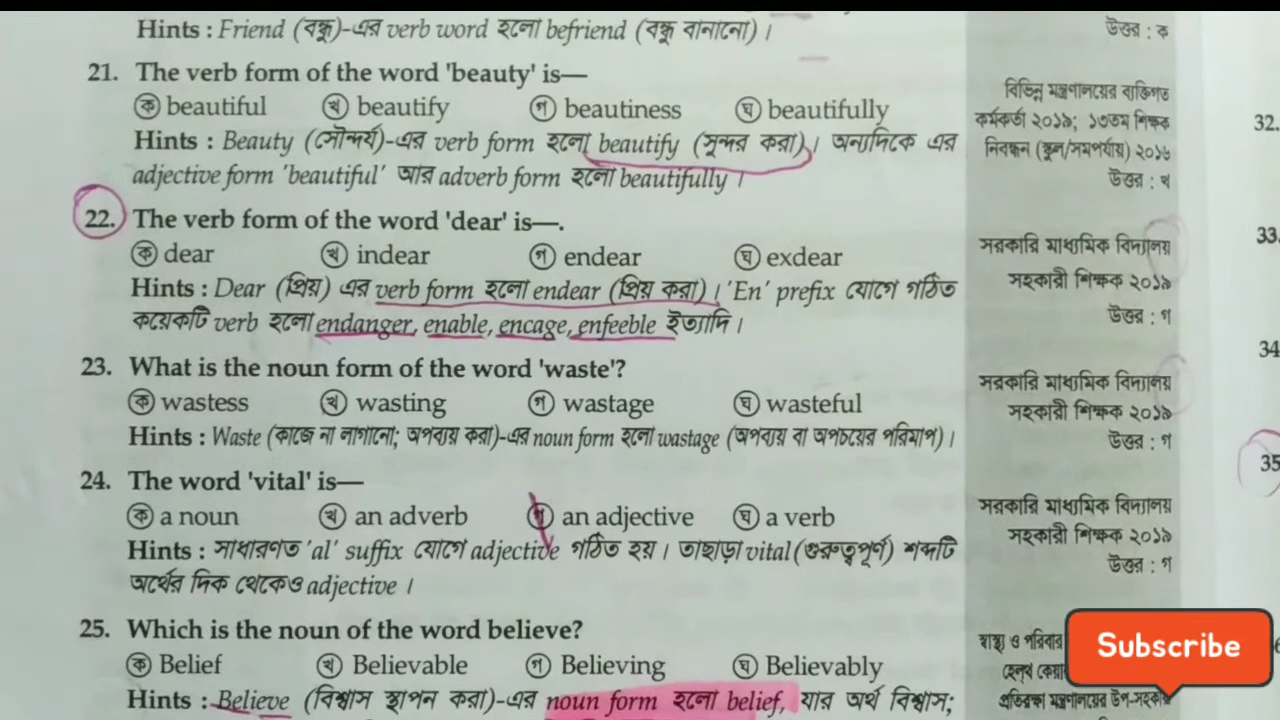 Hints : Friend (বন্ধু)-এর verb word হলো befriend (বন্ধু বানানো)।
উত্তর : ক
21. The verb form of the word 'beauty' is—
ক beautiful খ beautify গ beautiness ঘ beautifully
Hints : Beauty (সৌন্দর্য)-এর verb form হলো beautify (সুন্দর করা)। অন্যদিকে এর
adjective form 'beautiful' আর adverb form হলো beautifully।
বিভিন্ন মন্ত্রণালয়ের ব্যক্তিগত
কর্মকর্তা ২০১৯; ১৩তম শিক্ষক
নিবন্ধন (স্কুল/সমপর্যায়) ২০১৬
উত্তর : খ
22. The verb form of the word 'dear' is—.
ক dear খ indear গ endear ঘ exdear
Hints : Dear (প্রিয়) এর verb form হলো endear (প্রিয় করা)। 'En' prefix যোগে গঠিত
কয়েকটি verb হলো endanger, enable, encage, enfeeble ইত্যাদি।
সরকারি মাধ্যমিক বিদ্যালয়
সহকারী শিক্ষক ২০১৯
উত্তর : গ
23. What is the noun form of the word 'waste'?
ক wastess খ wasting গ wastage ঘ wasteful
Hints : Waste (কাজে না লাগানো; অপব্যয় করা)-এর noun form হলো wastage (অপব্যয় বা অপচয়ের পরিমাপ)।
সরকারি মাধ্যমিক বিদ্যালয়
সহকারী শিক্ষক ২০১৯
উত্তর : গ
24. The word 'vital' is—
ক a noun খ an adverb গ an adjective ঘ a verb
Hints : সাধারণত 'al' suffix যোগে adjective গঠিত হয়। তাছাড়া vital (গুরুত্বপূর্ণ) শব্দটি
অর্থের দিক থেকেও adjective।
সরকারি মাধ্যমিক বিদ্যালয়
সহকারী শিক্ষক ২০১৯
উত্তর : গ
25. Which is the noun of the word believe?
ক Belief খ Believable গ Believing ঘ Believably
Hints : Believe (বিশ্বাস স্থাপন করা)-এর noun form হলো belief, যার অর্থ বিশ্বাস;
স্বাস্থ্য ও পরিবার
হেল্থ
প্রতিরক্ষা মন্ত্রণালয়ের উপ-সহকারি
32.
33.
34
35
Subscribe